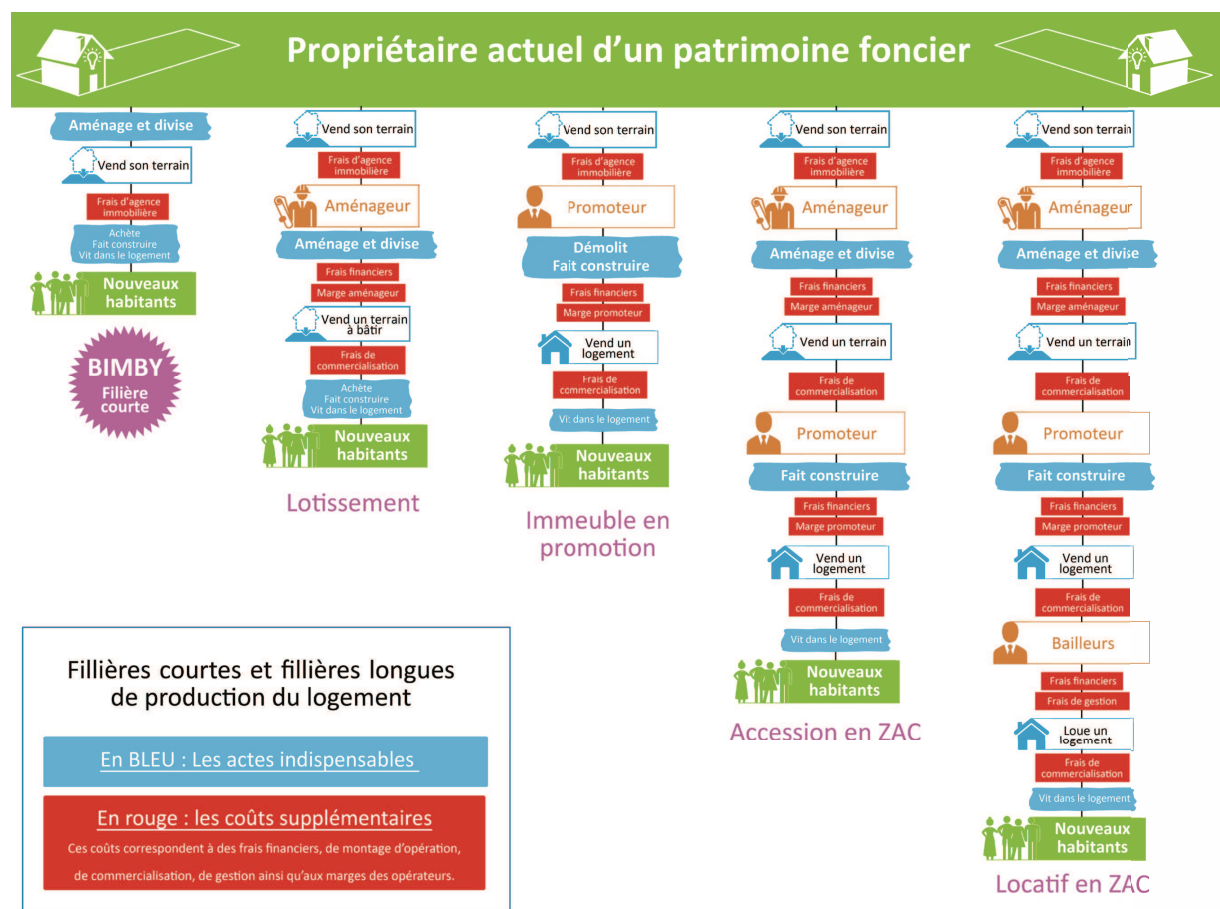 Propriétaire actuel d’un patrimoine foncier
Aménage et divise
Vend son terrain
Frais d’agence
immobilière
Achète
Fait construire
Vit dans le logement
Nouveaux
habitants
BIMBY
Filière
courte
Vend son terrain
Frais d’agence
immobilière
Aménageur
Aménage et divise
Frais financiers
Marge aménageur
Vend un terrain
à bâtir
Frais de
commercialisation
Achète
Fait construire
Vit dans le logement
Nouveaux
habitants
Lotissement
Vend son terrain
Frais d’agence
immobilière
Promoteur
Démolit
Fait construire
Frais financiers
Marge promoteur
Vend un
logement
Frais de
commercialisation
Vit dans le logement
Nouveaux
habitants
Immeuble en
promotion
Vend son terrain
Frais d’agence
immobilière
Aménageur
Aménage et divise
Frais financiers
Marge aménageur
Vend un terrain
Frais de
commercialisation
Promoteur
Fait construire
Frais financiers
Marge promoteur
Vend un
logement
Frais de
commercialisation
Vit dans le logement
Nouveaux
habitants
Accession en ZAC
Vend son terrain
Frais d’agence
immobilière
Aménageur
Aménage et divise
Frais financiers
Marge aménageur
Vend un terrain
Frais de
commercialisation
Promoteur
Fait construire
Frais financiers
Marge promoteur
Vend un
logement
Frais de
commercialisation
Bailleurs
Frais financiers
Frais de gestion
Loue un
logement
Frais de
commercialisation
Vit dans le logement
Nouveaux
habitants
Locatif en ZAC
Fillières courtes et fillières longues
de production du logement
En BLEU : Les actes indispensables
En rouge : les coûts supplémentaires
Ces coûts correspondent à des frais financiers, de montage d’opération,
de commercialisation, de gestion ainsi qu’aux marges des opérateurs.